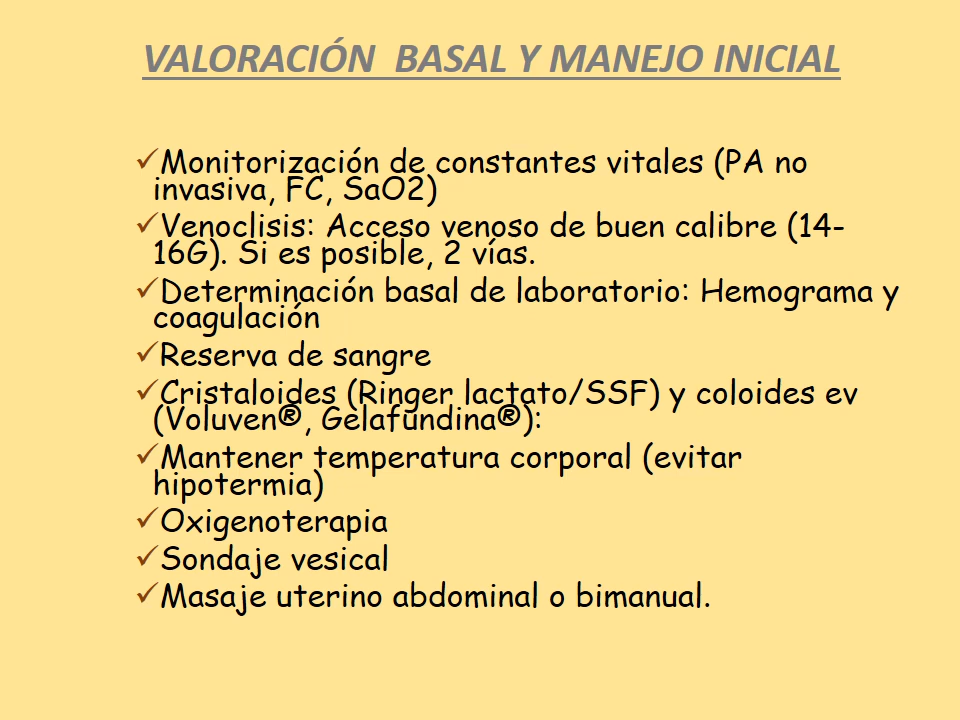 VALORACIÓN BASAL Y MANEJO INICIAL
✓Monitorización de constantes vitales (PA no
invasiva, FC, SaO2)
✓Venoclisis: Acceso venoso de buen calibre (14-
16G). Si es posible, 2 vías.
✓Determinación basal de laboratorio: Hemograma y
coagulación
✓Reserva de sangre
✓Cristaloides (Ringer lactato/SSF) y coloides ev
(Voluven®, Gelafundina®):
✓Mantener temperatura corporal (evitar
hipotermia)
✓Oxigenoterapia
✓Sondaje vesical
✓Masaje uterino abdominal o bimanual.